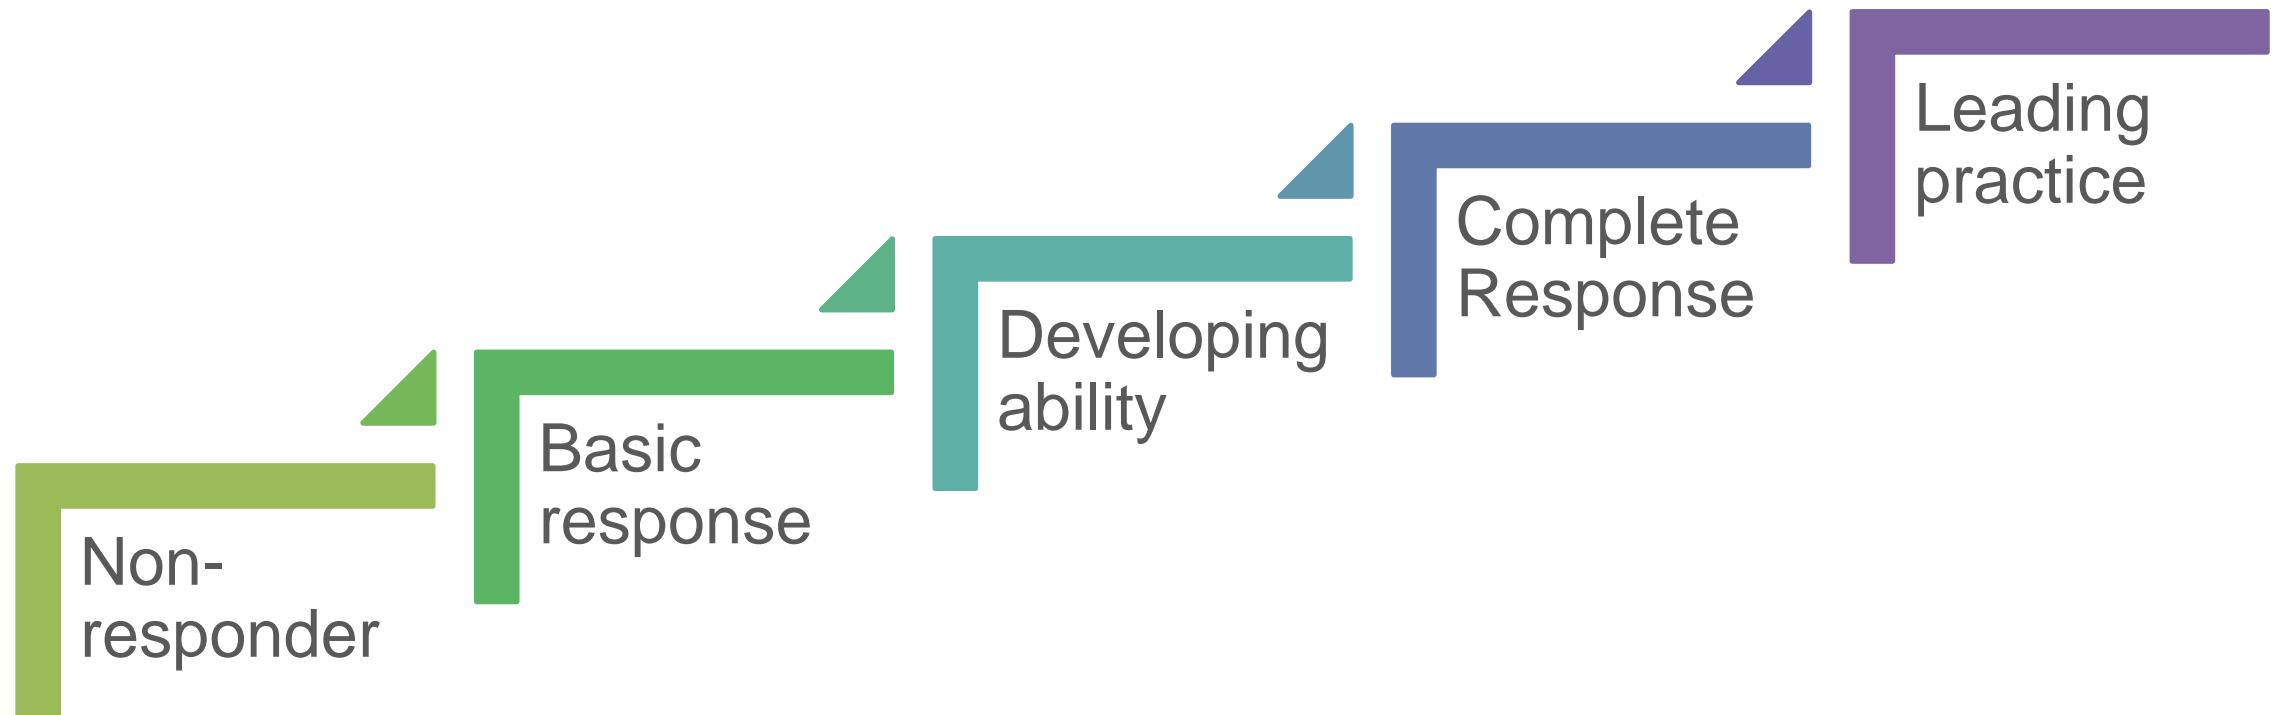 Non-
responder
Basic
response
Developing
ability
Complete
Response
Leading
practice